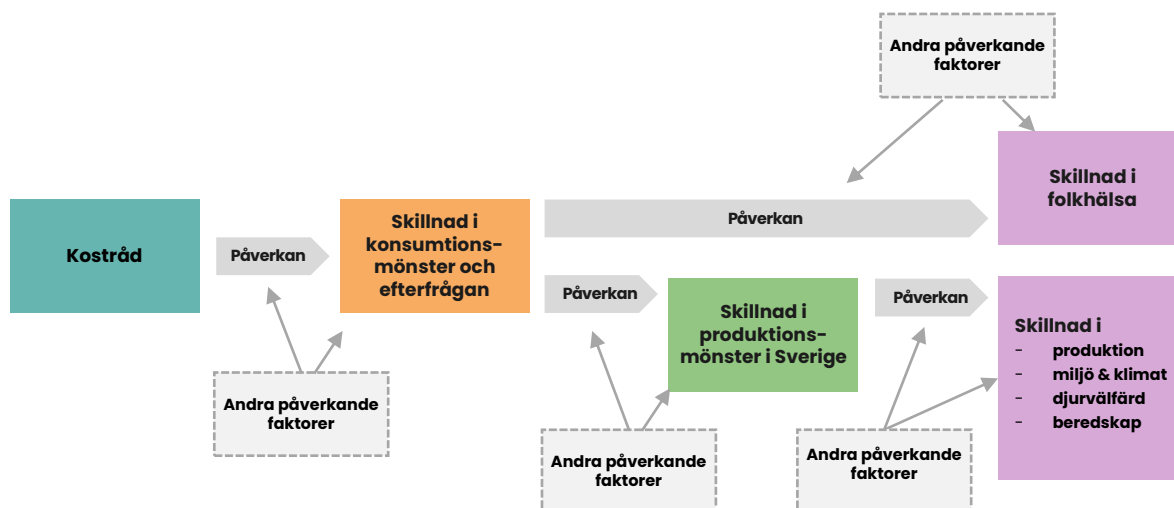 Andra påverkande
faktorer
Kostråd
Påverkan
Skillnad i
konsumtions-
mönster och
efterfrågan
Påverkan
Skillnad i
folkhälsa
Påverkan
Skillnad i
produktions-
mönster i Sverige
Påverkan
Skillnad i
- produktion
- miljö & klimat
- djurvälfärd
- beredskap
Andra påverkande
faktorer
Andra påverkande
faktorer
Andra påverkande
faktorer